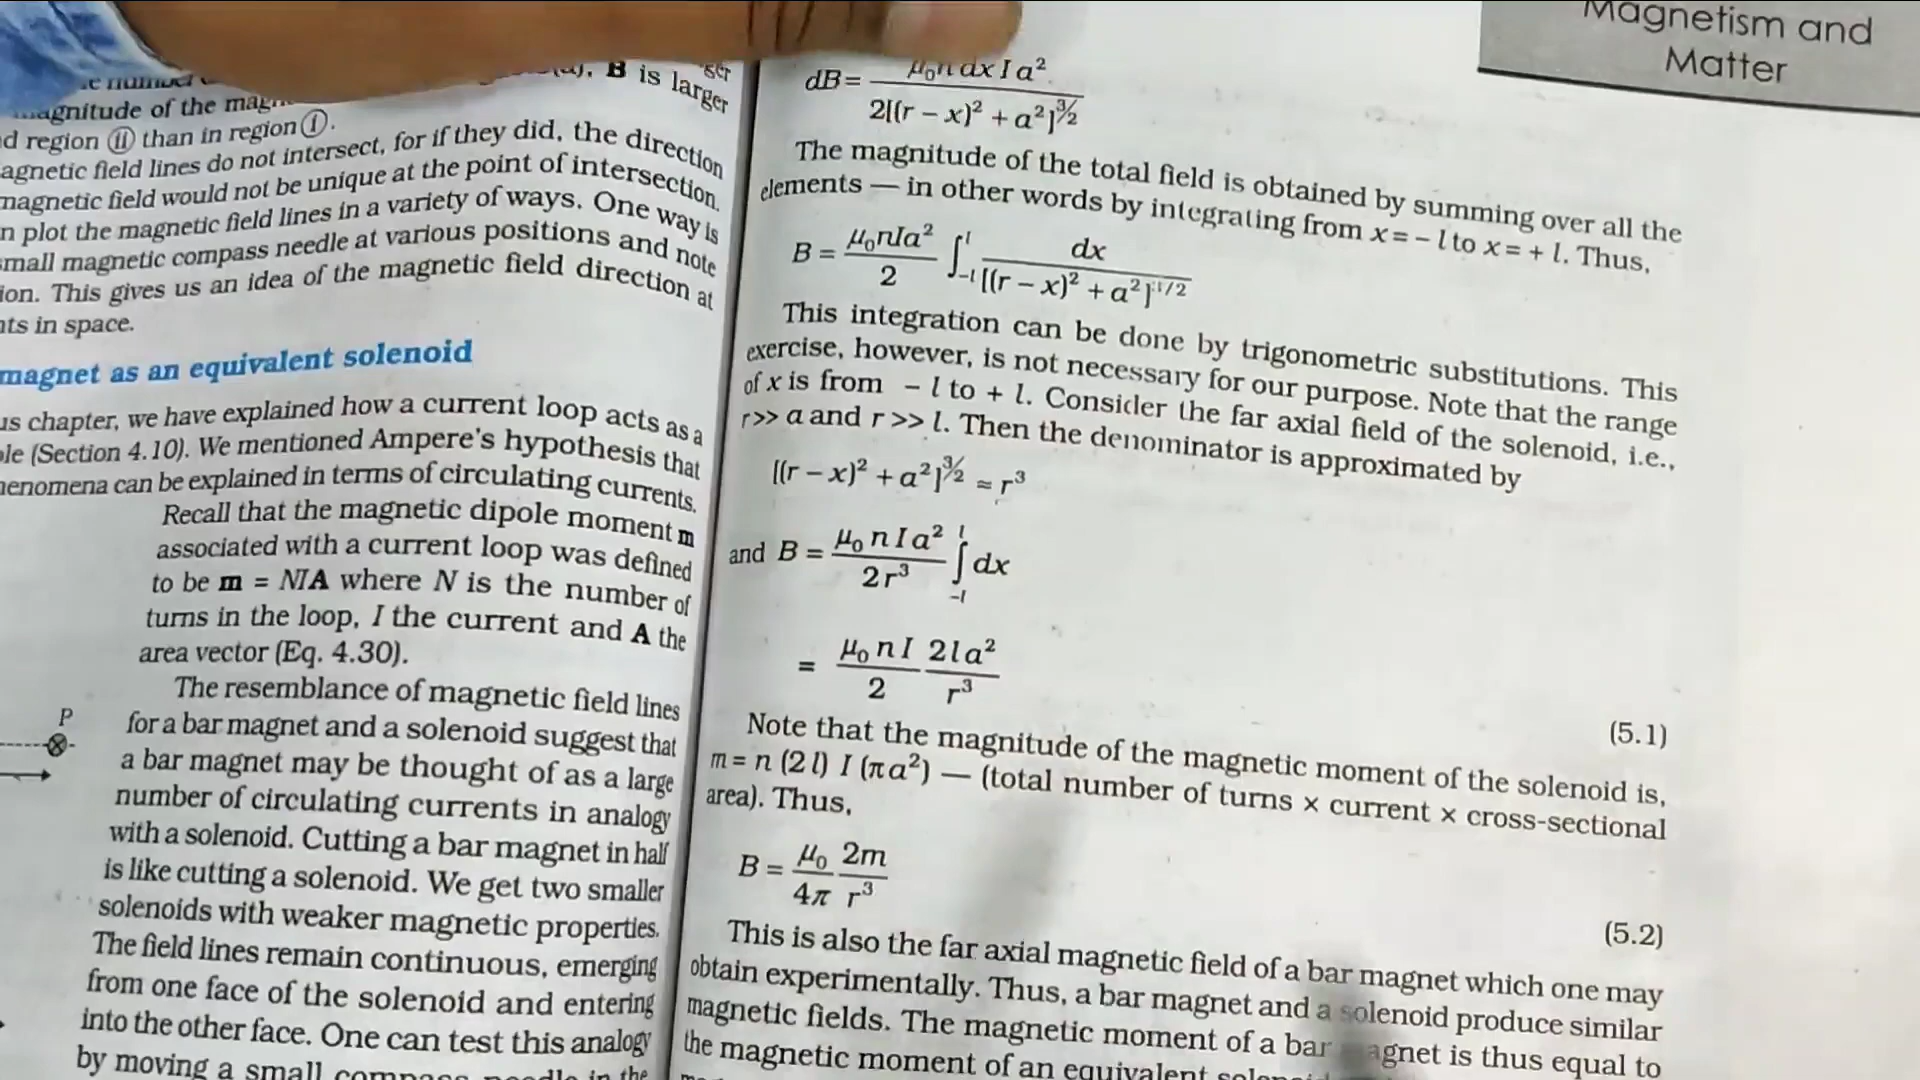 magnitude of the
B is larger
region ⓘⓘ than in region ⓘ.
magnetic field lines do not intersect, for if they did, the direction
magnetic field would not be unique at the point of intersection.
plot the magnetic field lines in a variety of ways. One way is
small magnetic compass needle at various positions and note
ion. This gives us an idea of the magnetic field direction at
nts in space.
magnet as an equivalent solenoid
us chapter, we have explained how a current loop acts as a
le (Section 4.10). We mentioned Ampere's hypothesis that
henomena can be explained in terms of circulating currents.
Recall that the magnetic dipole moment m
associated with a current loop was defined
to be m = NIA where N is the number of
turns in the loop, I the current and A the
area vector (Eq. 4.30).
The resemblance of magnetic field lines
for a bar magnet and a solenoid suggest that
a bar magnet may be thought of as a large
number of circulating currents in analogy
with a solenoid. Cutting a bar magnet in half
is like cutting a solenoid. We get two smaller
solenoids with weaker magnetic properties.
The field lines remain continuous, emerging
from one face of the solenoid and entering
into the other face. One can test this analogy
by moving a small compass needle in the
P
Magnetism and
Matter
dB = μ₀n dx I a² / 2[(r – x)² + a²]^3/2
The magnitude of the total field is obtained by summing over all the
elements — in other words by integrating from x = – l to x = + l. Thus,
B = μ₀nIa²/2 ∫₋ₗˡ dx / [(r – x)² + a²]^3/2
This integration can be done by trigonometric substitutions. This
exercise, however, is not necessary for our purpose. Note that the range
of x is from – l to + l. Consider the far axial field of the solenoid, i.e.,
r >> a and r >> l. Then the denominator is approximated by
[(r – x)² + a²]^3/2 ≈ r³
and B = μ₀ n I a² / 2r³ ∫₋ₗˡ dx
= μ₀ n I / 2 2 l a² / r³
(5.1)
Note that the magnitude of the magnetic moment of the solenoid is,
m = n (2 l) I (πa²) — (total number of turns × current × cross-sectional
area). Thus,
B = μ₀/4π 2m/r³
(5.2)
This is also the far axial magnetic field of a bar magnet which one may
obtain experimentally. Thus, a bar magnet and a solenoid produce similar
magnetic fields. The magnetic moment of a bar magnet is thus equal to
the magnetic moment of an equivalent